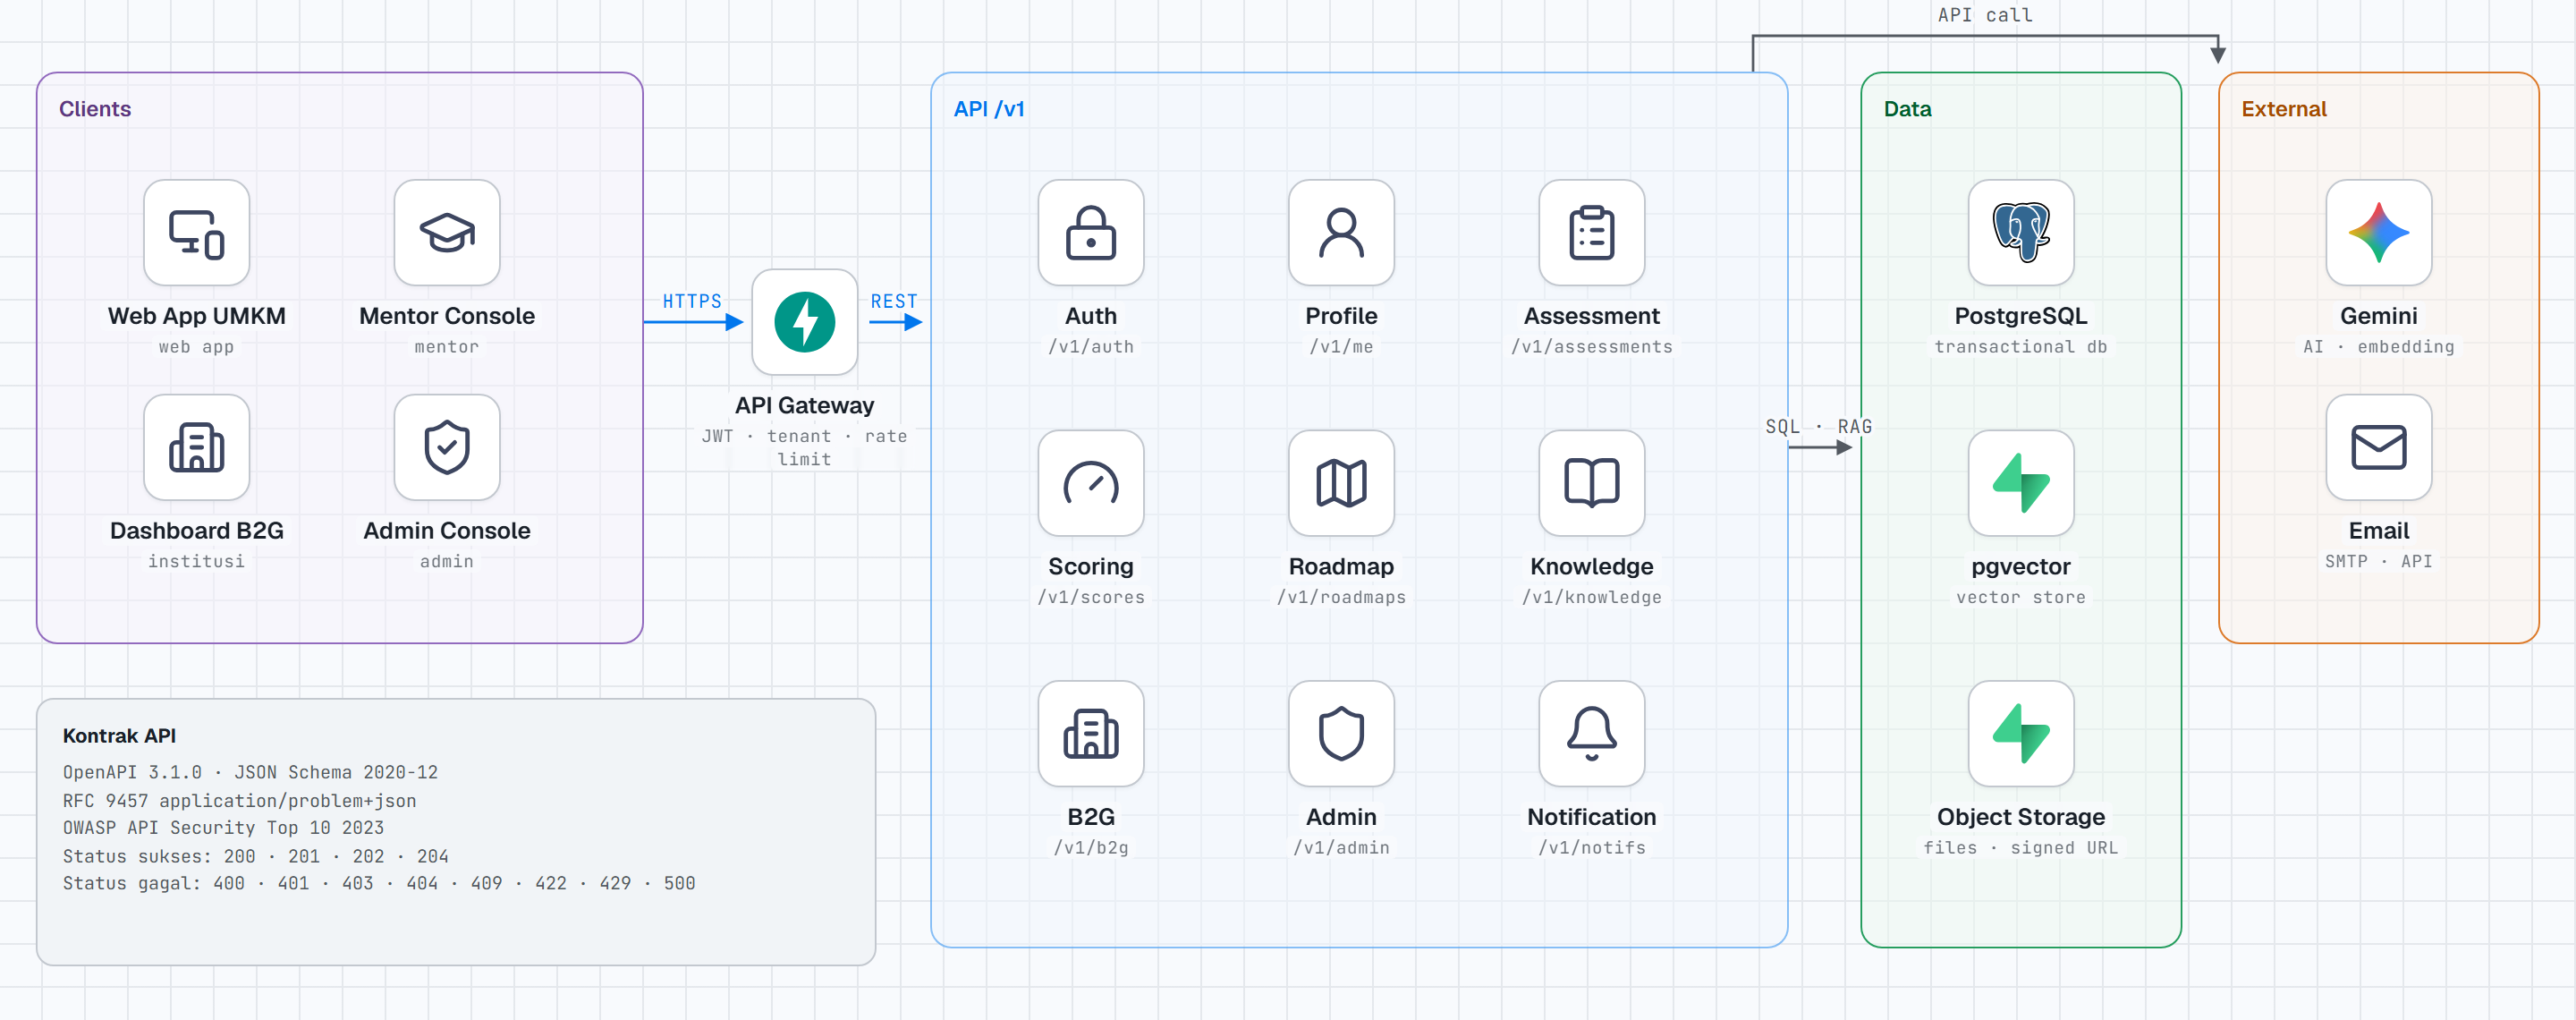 API call
Clients
Web App UMKM
web app
Mentor Console
mentor
Dashboard B2G
institusi
Admin Console
admin
HTTPS
API Gateway
JWT · tenant · rate
limit
REST
API /v1
Auth
/v1/auth
Profile
/v1/me
Assessment
/v1/assessments
Scoring
/v1/scores
Roadmap
/v1/roadmaps
Knowledge
/v1/knowledge
B2G
/v1/b2g
Admin
/v1/admin
Notification
/v1/notifs
SQL · RAG
Data
PostgreSQL
transactional db
pgvector
vector store
Object Storage
files · signed URL
External
Gemini
AI · embedding
Email
SMTP · API
Kontrak API
OpenAPI 3.1.0 · JSON Schema 2020-12
RFC 9457 application/problem+json
OWASP API Security Top 10 2023
Status sukses: 200 · 201 · 202 · 204
Status gagal: 400 · 401 · 403 · 404 · 409 · 422 · 429 · 500